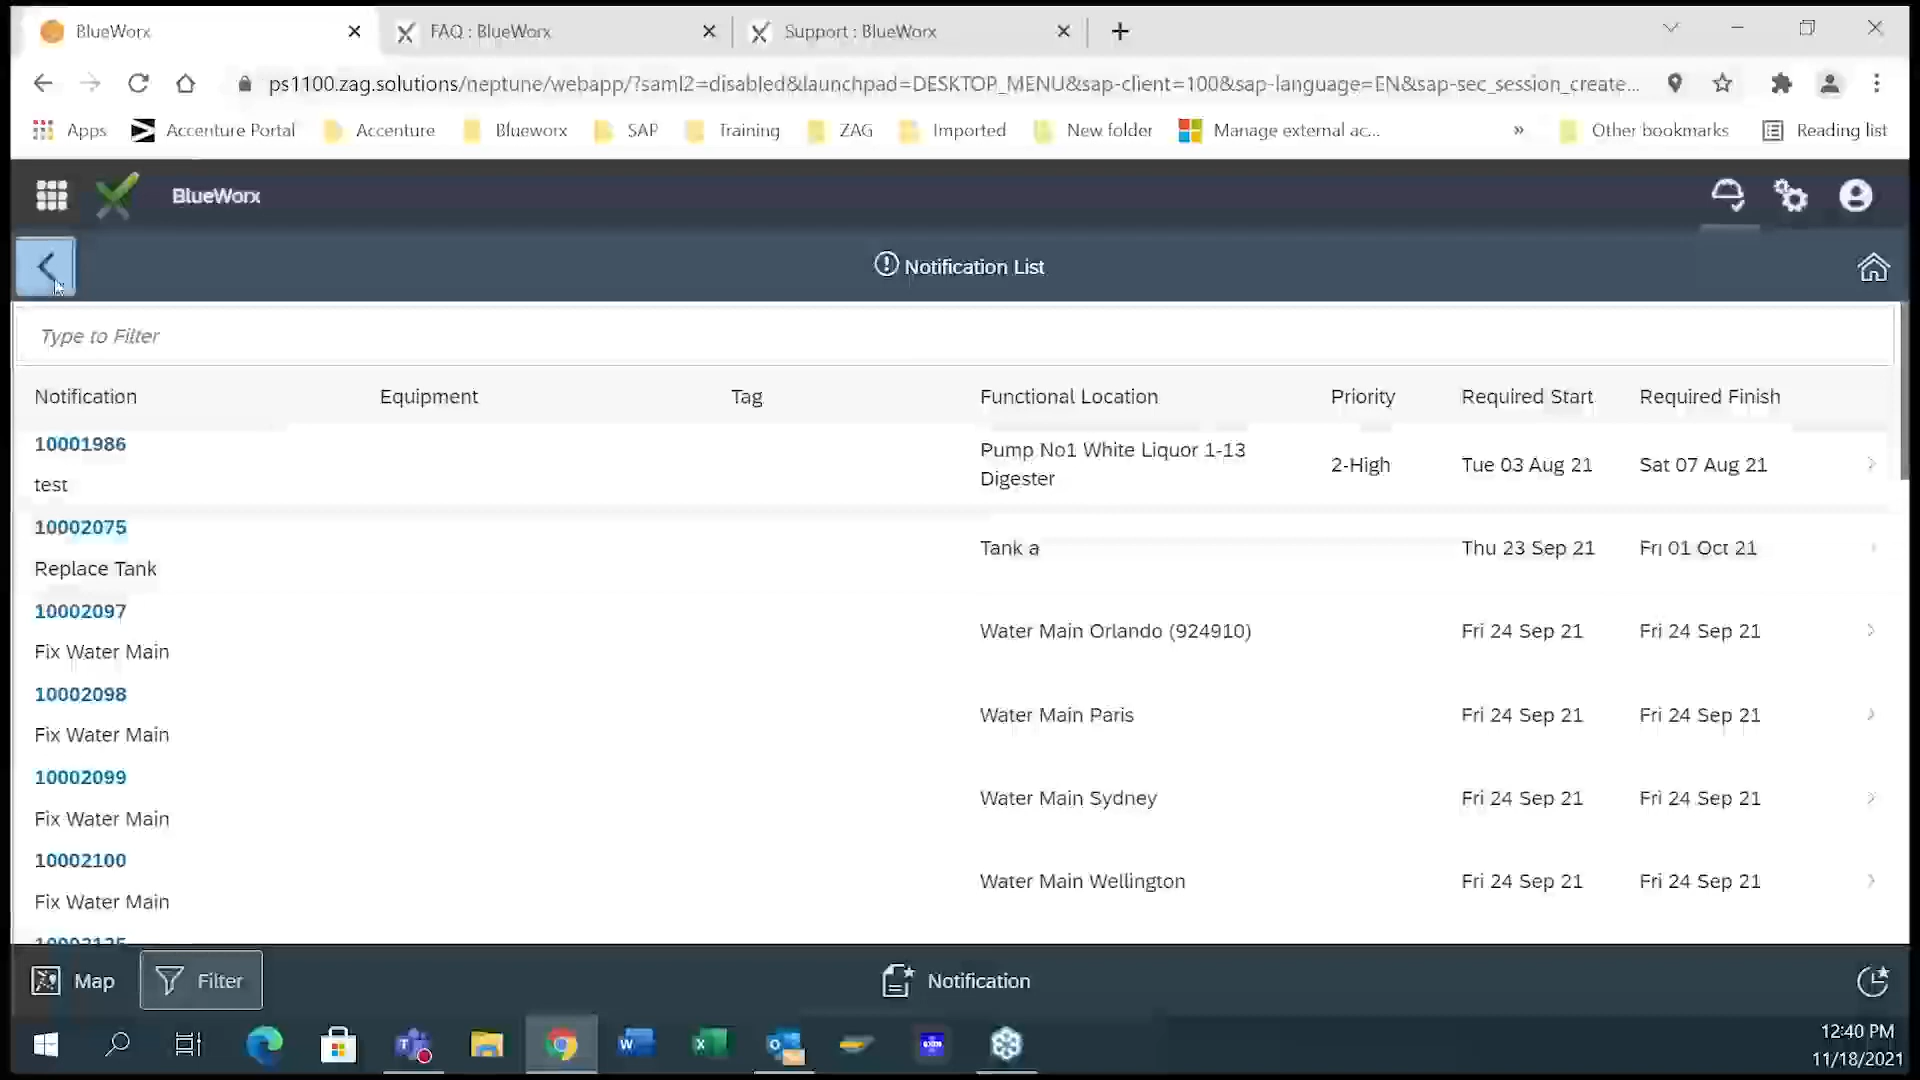 BlueWorx
FAQ : BlueWorx
Support : BlueWorx
ps1100.zag.solutions/neptune/webapp/?saml2=disabled&launchpad=DESKTOP_MENU&sap-client=100&sap-language=EN&sap-sec_session_create...
Apps
Accenture Portal
Accenture
Blueworx
SAP
Training
ZAG
Imported
New folder
Manage external ac...
»
Other bookmarks
Reading list
BlueWorx
Notification List
Type to Filter
Notification Equipment Tag Functional Location Priority Required Start Required Finish
10001986
test
Pump No1 White Liquor 1-13
Digester
2-High
Tue 03 Aug 21
Sat 07 Aug 21
10002075
Replace Tank
Tank a
Thu 23 Sep 21
Fri 01 Oct 21
10002097
Fix Water Main
Water Main Orlando (924910)
Fri 24 Sep 21
Fri 24 Sep 21
10002098
Fix Water Main
Water Main Paris
Fri 24 Sep 21
Fri 24 Sep 21
10002099
Fix Water Main
Water Main Sydney
Fri 24 Sep 21
Fri 24 Sep 21
10002100
Fix Water Main
Water Main Wellington
Fri 24 Sep 21
Fri 24 Sep 21
Map
Filter
Notification
12:40 PM
11/18/2021